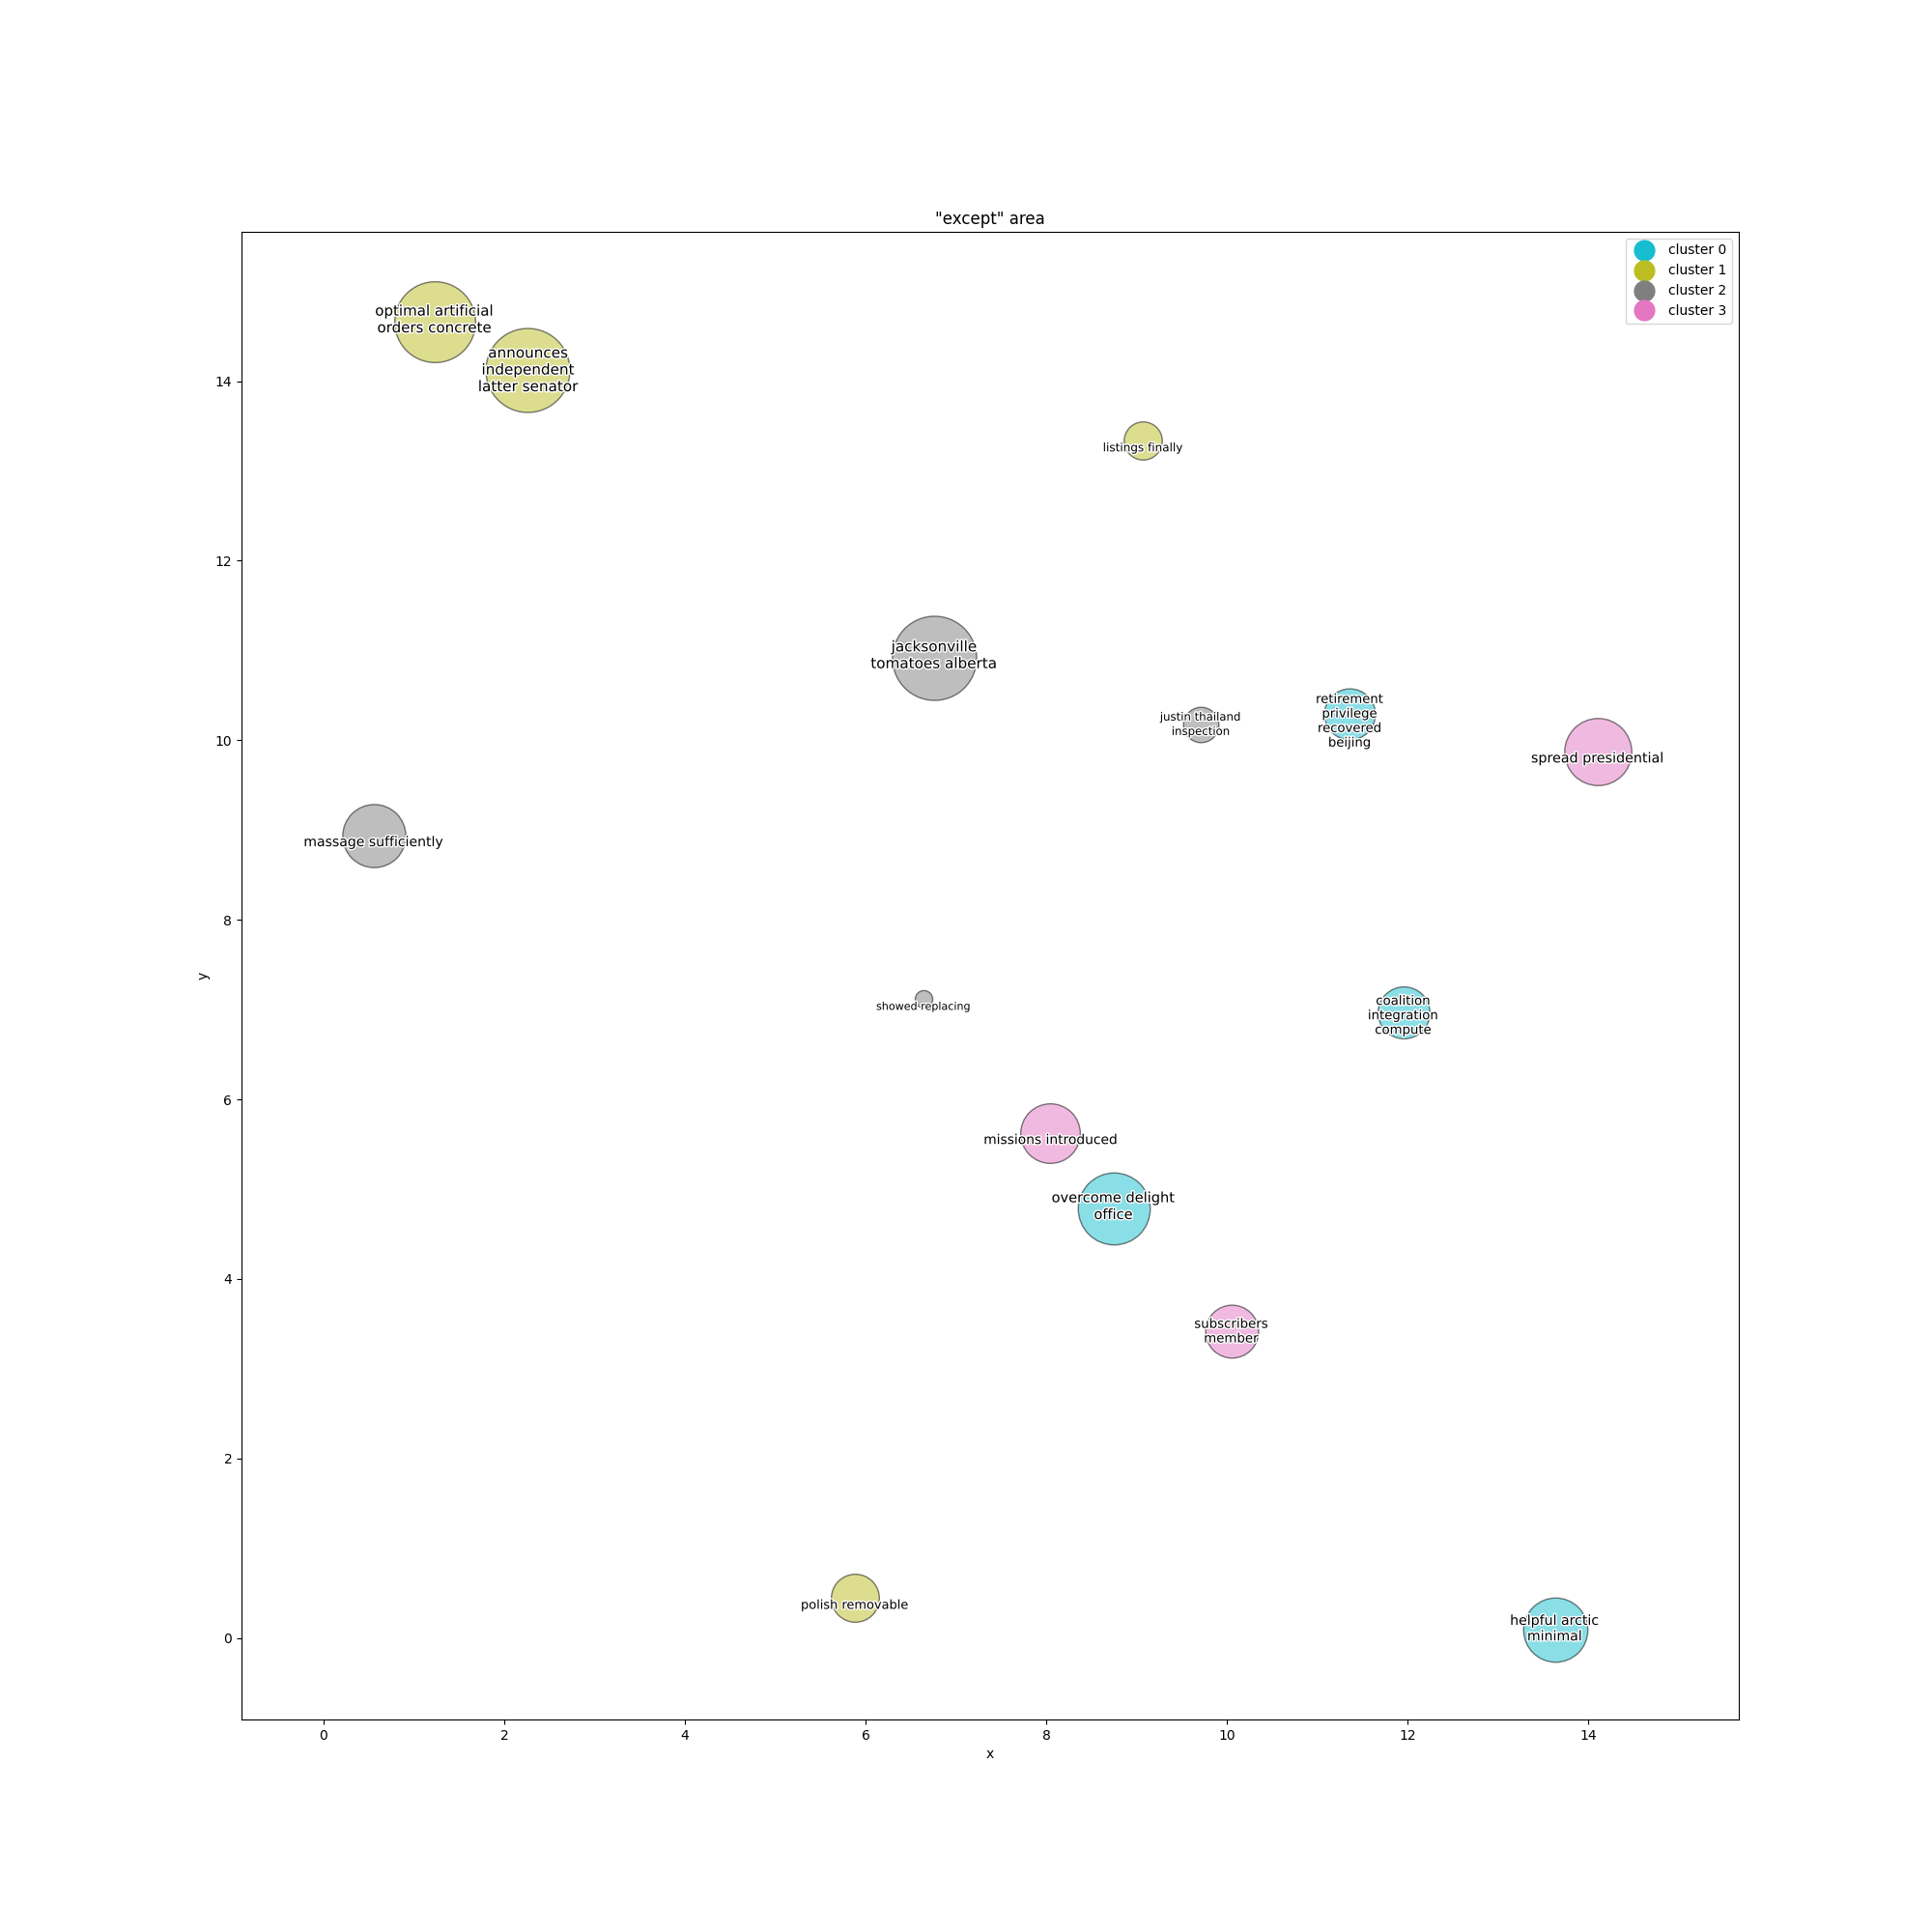 "except" area
cluster 0
cluster 1
cluster 2
cluster 3
optimal artificial
orders concrete
announces
independent
latter senator
listings finally
jacksonville
tomatoes alberta
justin thailand
inspection
retirement
privilege
recovered
beijing
spread presidential
massage sufficiently
showed replacing
coalition
integration
compute
missions introduced
overcome delight
office
subscribers
member
polish removable
helpful arctic
minimal
14
12
10
8
6
4
2
0
y
0
2
4
6
8
10
12
14
x